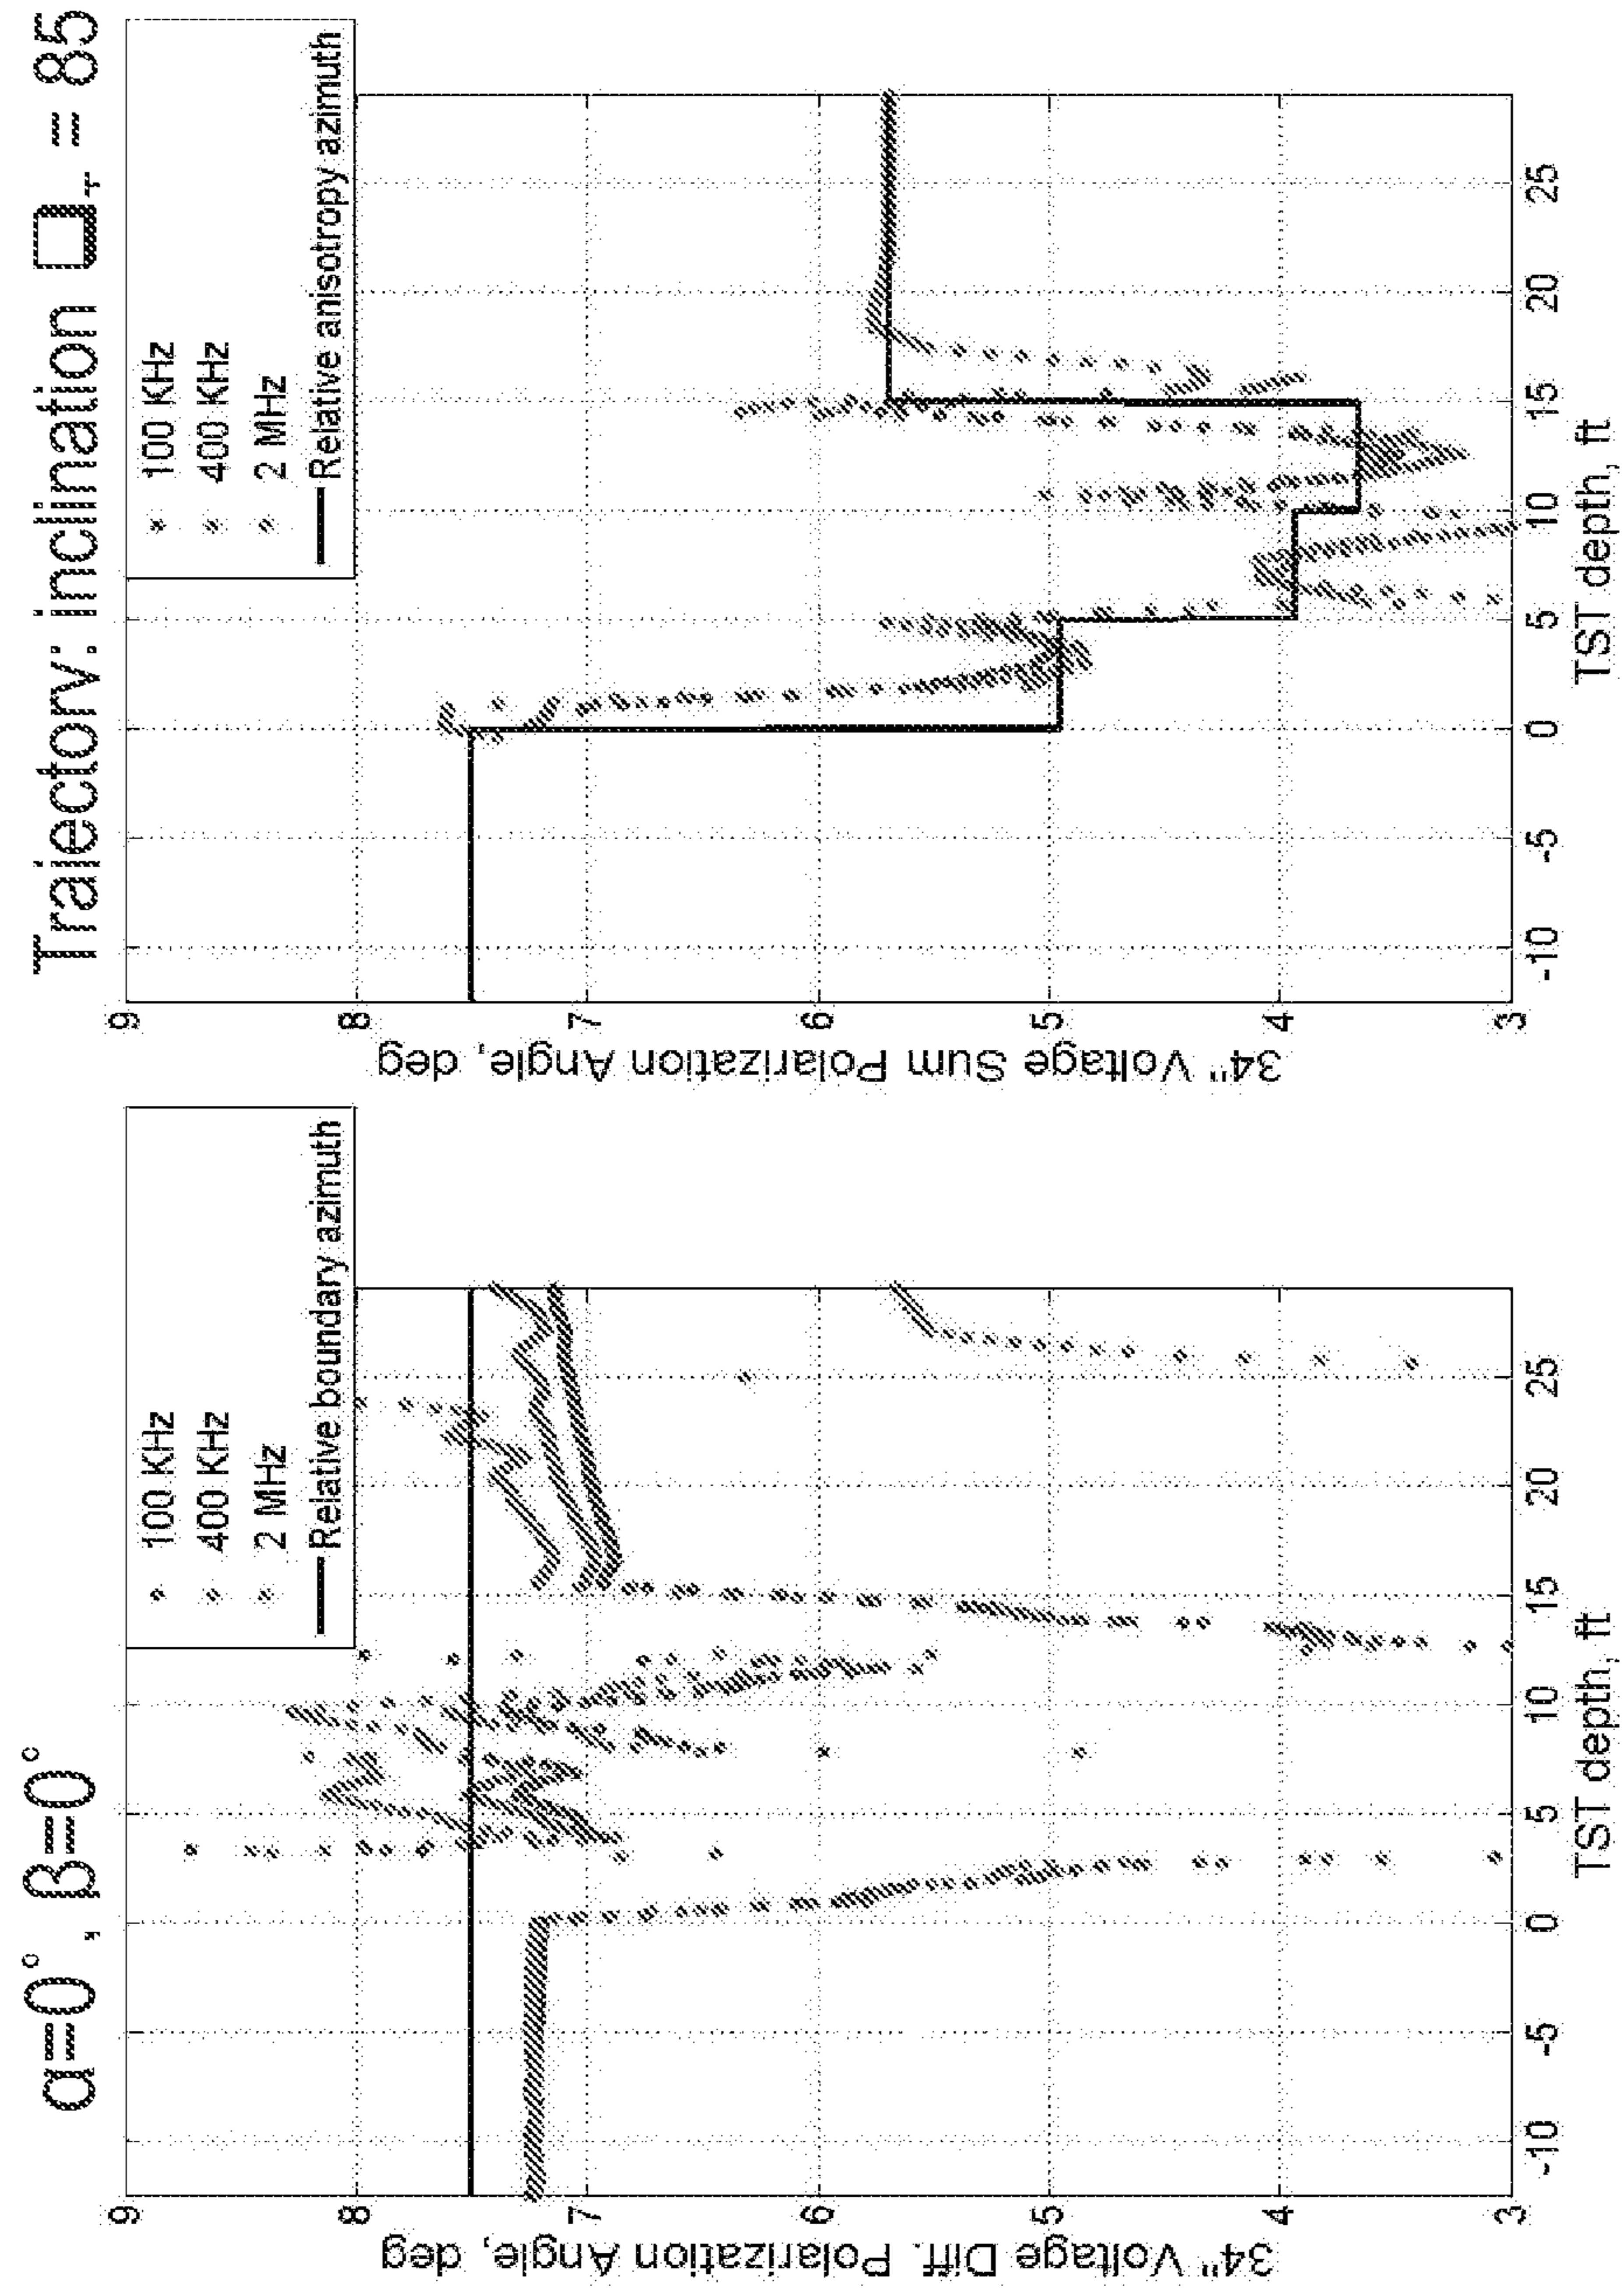 α=0°, β=0°
Trajectory: inclination □T = 85
100 KHz
400 KHz
2 MHz
Relative boundary azimuth
34" Voltage Diff. Polarization Angle, deg
9
8
7
6
5
4
3
-10
-5
0
5
10
15
20
25
TST depth, ft
100 KHz
400 KHz
2 MHz
Relative anisotropy azimuth
34" Voltage Sum Polarization Angle, deg
9
8
7
6
5
4
3
-10
-5
0
5
10
15
20
25
TST depth, ft